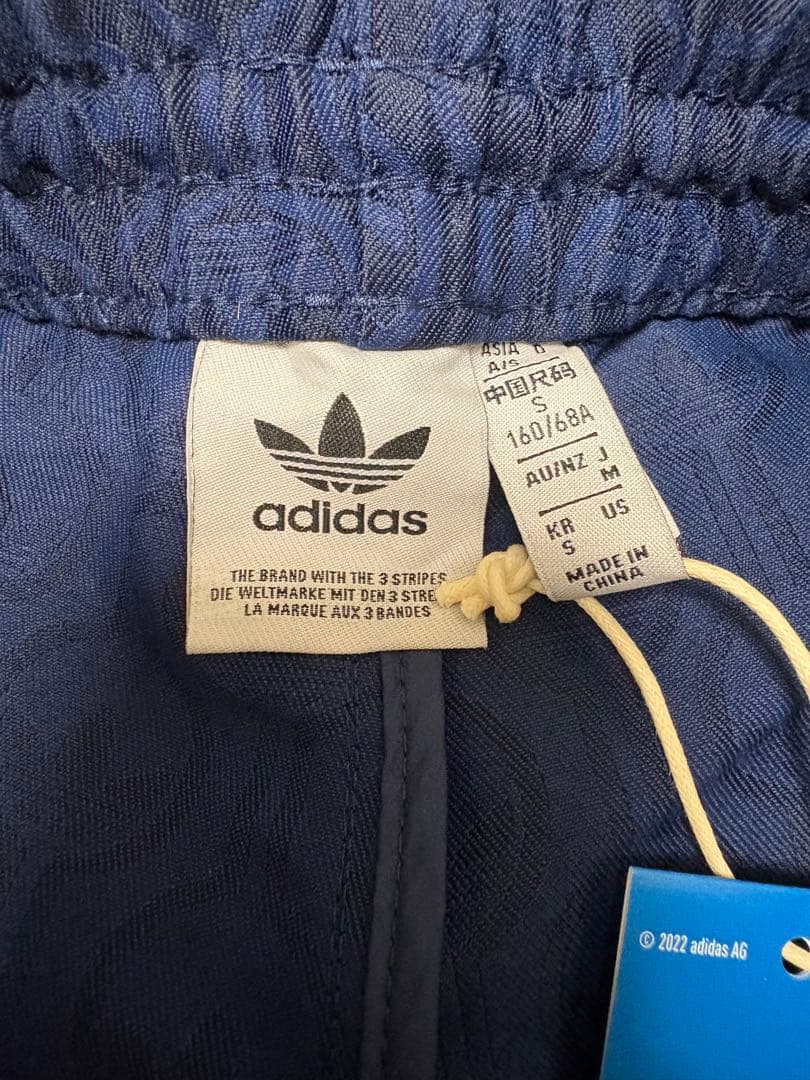 adidas
THE BRAND WITH THE 3 STRIPES
DIE WELTMARKE MIT DEN 3 STRE
LA MARQUE AUX 3 BANDES
ASIA
A/S
中国尺码
S
160/68A
AU/NZ J
M
KR US
S
MADE IN
CHINA
© 2022 adidas AG